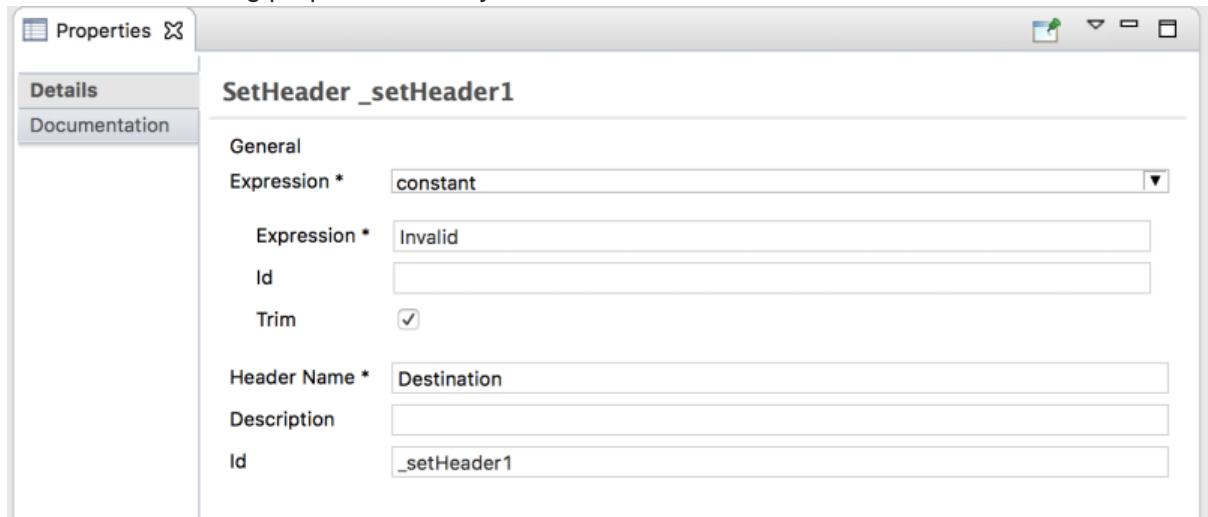 Properties
Details
Documentation
SetHeader _setHeader1
General
Expression *
constant
Expression *
Invalid
Id
Trim
Header Name *
Destination
Description
Id
_setHeader1